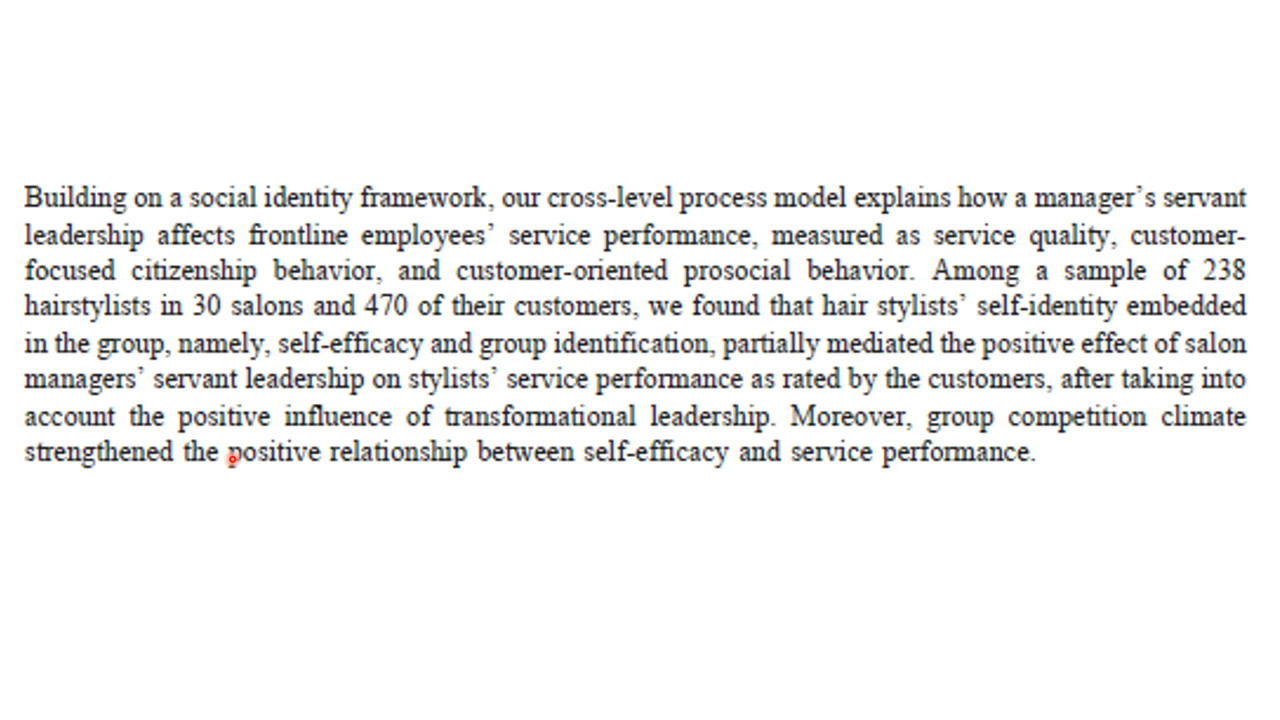 Building on a social identity framework, our cross-level process model explains how a manager’s servant
leadership affects frontline employees’ service performance, measured as service quality, customer-
focused citizenship behavior, and customer-oriented prosocial behavior. Among a sample of 238
hairstylists in 30 salons and 470 of their customers, we found that hair stylists’ self-identity embedded
in the group, namely, self-efficacy and group identification, partially mediated the positive effect of salon
managers’ servant leadership on stylists’ service performance as rated by the customers, after taking into
account the positive influence of transformational leadership. Moreover, group competition climate
strengthened the positive relationship between self-efficacy and service performance.